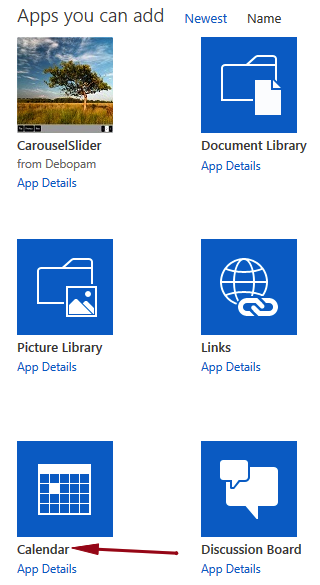 Apps you can add Newest Name
CarouselSlider
from Debopam
App Details
Document Library
App Details
Picture Library
App Details
Links
App Details
Calendar
App Details
Discussion Board
App Details